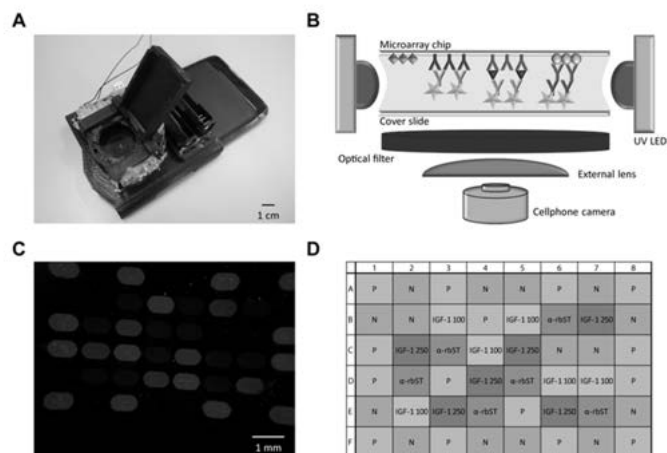 A
1 cm
B
Microarray chip
Cover slide
Optical filter
UV LED
External lens
Cellphone camera
C
1 mm
D
1 2 3 4 5 6 7 8
A P N P N N P N P
B N N IGF-1 100 P IGF-1 100 α-rbST IGF-1 250 N
C P IGF-1 250 α-rbST IGF-1 100 IGF-1 250 N N P
D P α-rbST P IGF-1 250 α-rbST IGF-1 100 IGF-1 100 P
E N IGF-1 100 IGF-1 250 α-rbST P IGF-1 250 α-rbST N
F P N P N N P N P